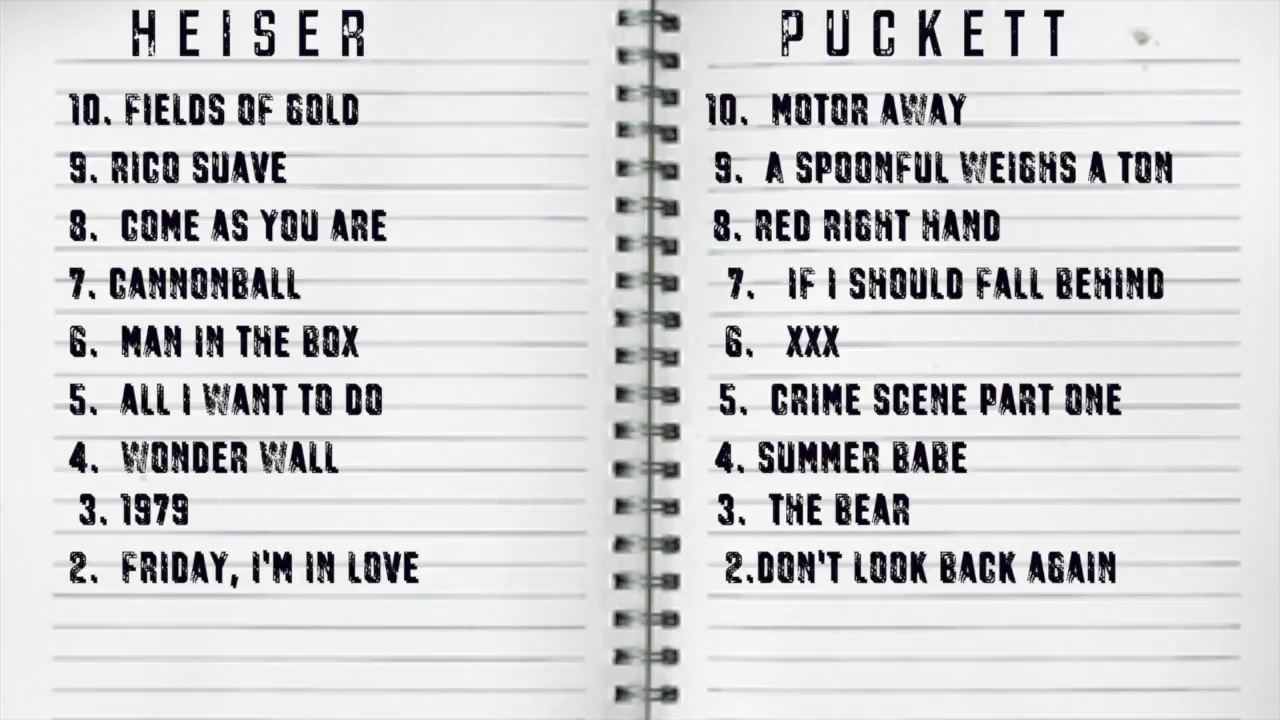 HEISER
10. FIELDS OF GOLD
9. RICO SUAVE
8. COME AS YOU ARE
7. CANNONBALL
6. MAN IN THE BOX
5. ALL I WANT TO DO
4. WONDER WALL
3. 1979
2. FRIDAY, I'M IN LOVE
PUCKETT
10. MOTOR AWAY
9. A SPOONFUL WEIGHS A TON
8. RED RIGHT HAND
7. IF I SHOULD FALL BEHIND
6. XXX
5. CRIME SCENE PART ONE
4. SUMMER BABE
3. THE BEAR
2.DON'T LOOK BACK AGAIN